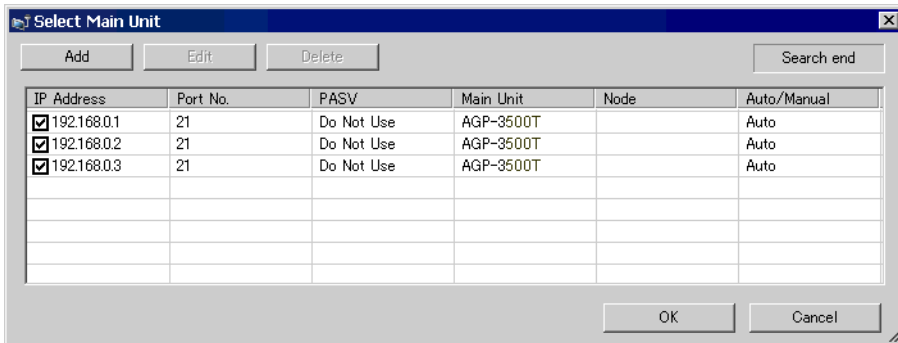 Select Main Unit
Add Edit Delete Search end
IP Address Port No. PASV Main Unit Node Auto/Manual
192.168.0.1 21 Do Not Use AGP-3500T Auto
192.168.0.2 21 Do Not Use AGP-3500T Auto
192.168.0.3 21 Do Not Use AGP-3500T Auto
OK Cancel